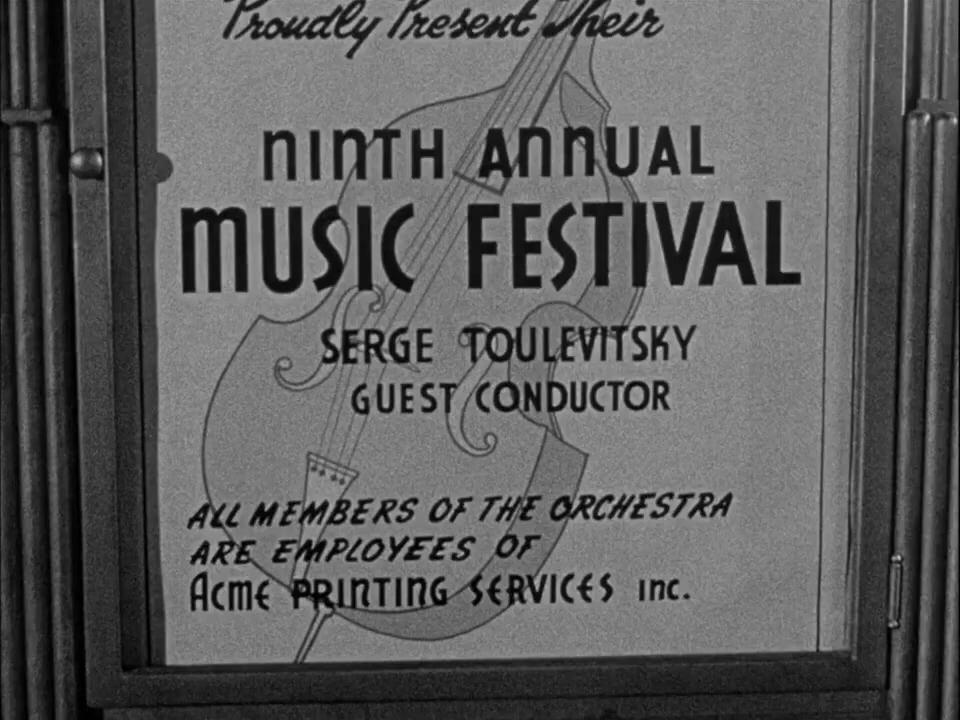 Proudly Present Their
NINTH ANNUAL
MUSIC FESTIVAL
SERGE TOULEVITSKY
GUEST CONDUCTOR
ALL MEMBERS OF THE ORCHESTRA
ARE EMPLOYEES OF
ACME PRINTING SERVICES INC.